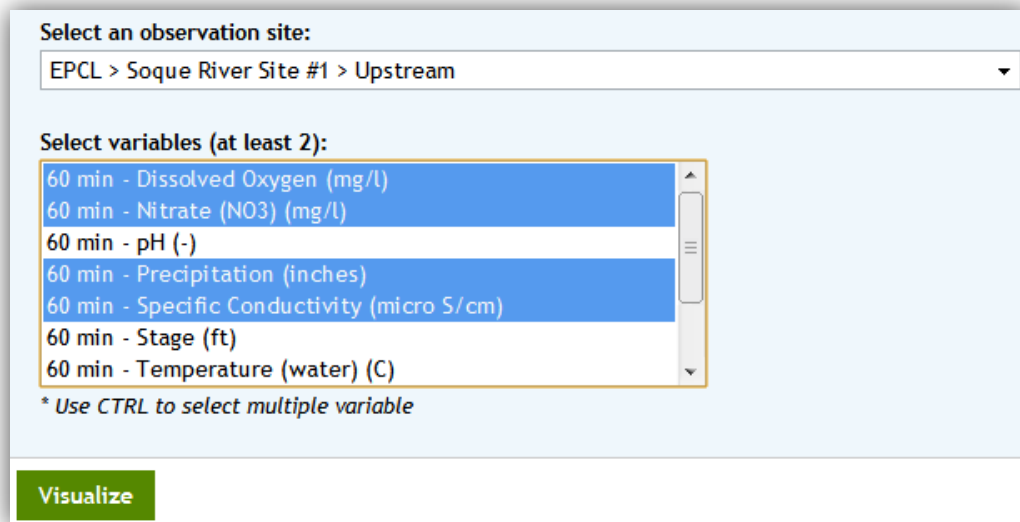 Select an observation site:
EPCL > Soque River Site #1 > Upstream
Select variables (at least 2):
60 min - Dissolved Oxygen (mg/l)
60 min - Nitrate (NO3) (mg/l)
60 min - pH (-)
60 min - Precipitation (inches)
60 min - Specific Conductivity (micro S/cm)
60 min - Stage (ft)
60 min - Temperature (water) (C)
* Use CTRL to select multiple variable
Visualize